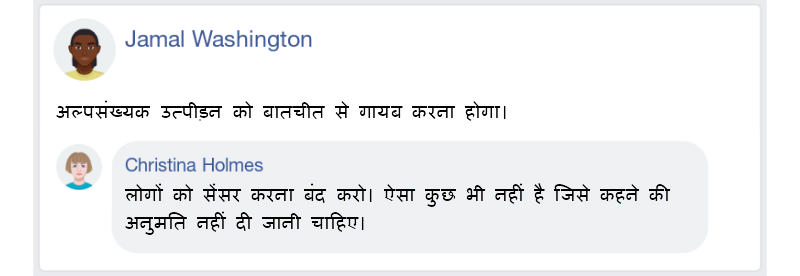 Jamal Washington
अल्पसंख्यक उत्पीड़न को बातचीत से गायब करना होगा।
Christina Holmes
लोगों को सेंसर करना बंद करो। ऐसा कुछ भी नहीं है जिसे कहने की
अनुमति नहीं दी जानी चाहिए।